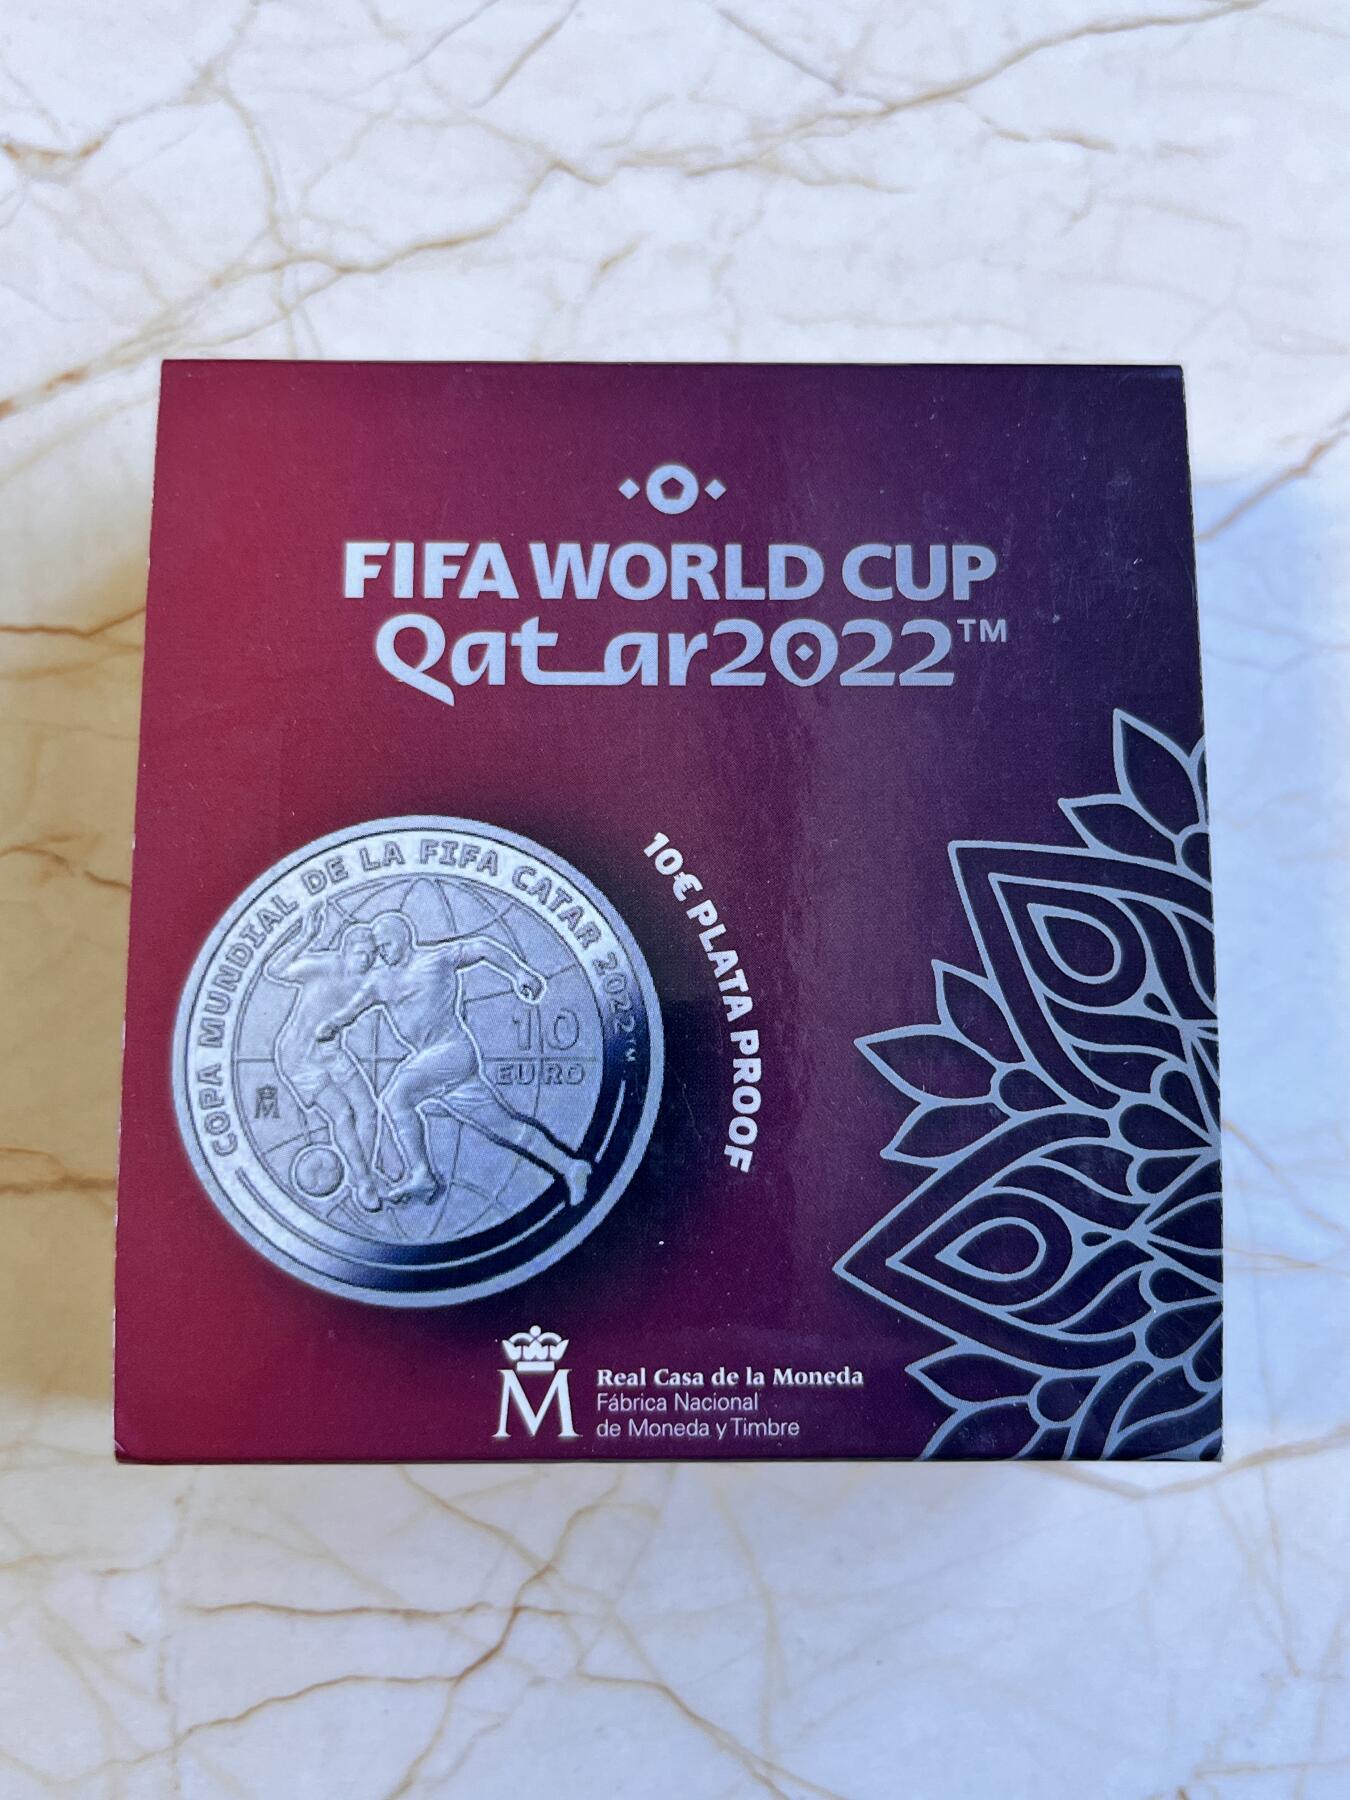 FIFA WORLD CUP
Qatar2022™
COPA MUNDIAL DE LA FIFA CATAR 2022™
10
EURO
M
10€ PLATA PROOF
M
Real Casa de la Moneda
Fábrica Nacional
de Moneda y Timbre